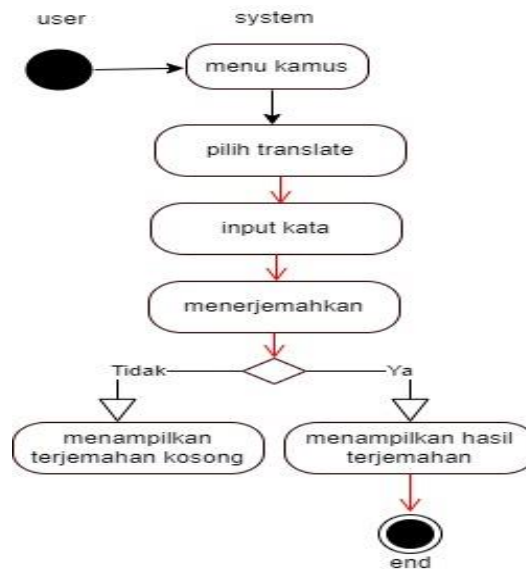 user
system
menu kamus
pilih translate
input kata
menerjemahkan
Tidak
Ya
menampilkan
terjemahan kosong
menampilkan hasil
terjemahan
end